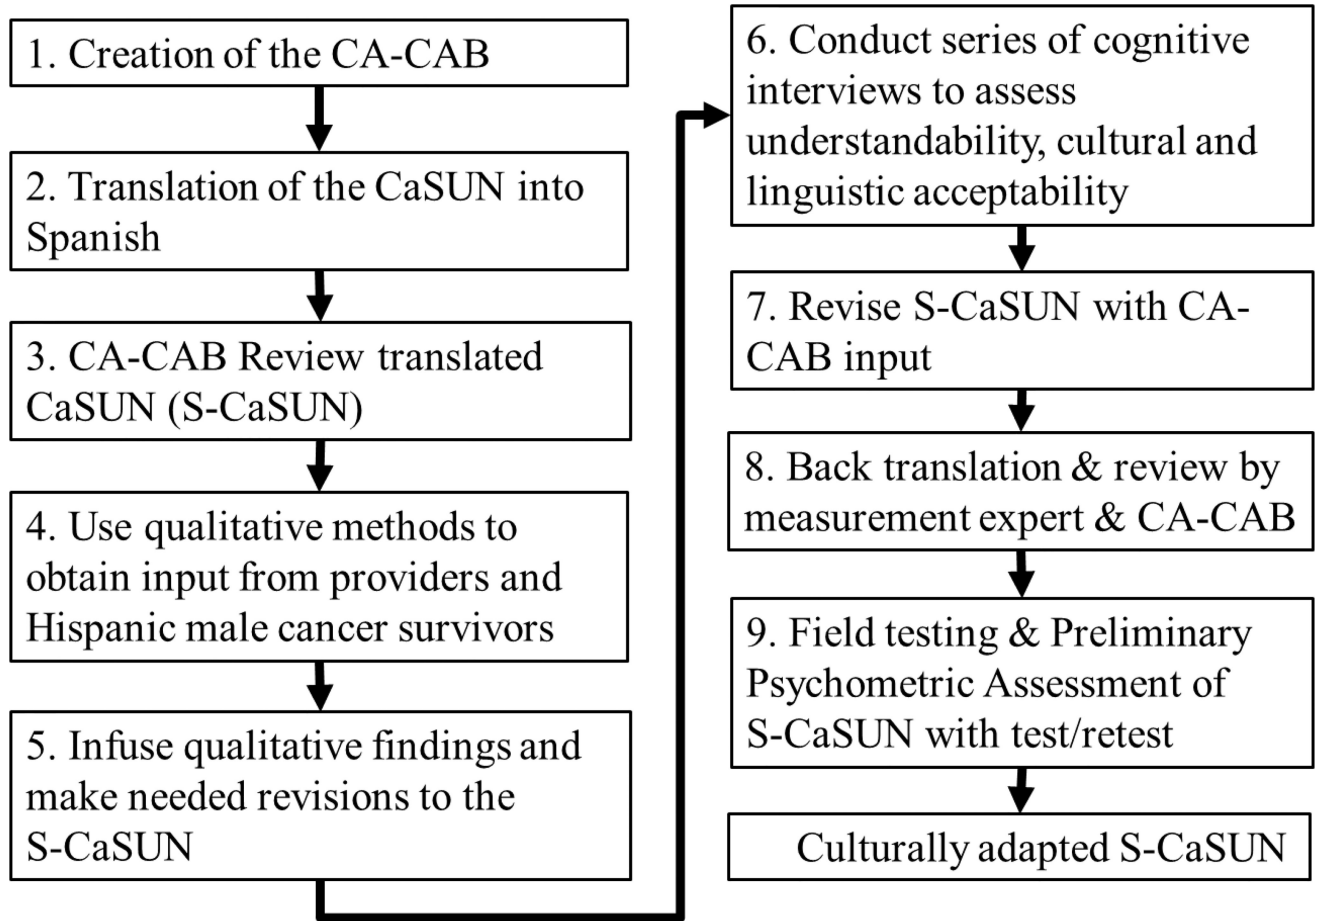 1. Creation of the CA-CAB
2. Translation of the CaSUN into
Spanish
3. CA-CAB Review translated
CaSUN (S-CaSUN)
4. Use qualitative methods to
obtain input from providers and
Hispanic male cancer survivors
5. Infuse qualitative findings and
make needed revisions to the
S-CaSUN
6. Conduct series of cognitive
interviews to assess
understandability, cultural and
linguistic acceptability
7. Revise S-CaSUN with CA-
CAB input
8. Back translation & review by
measurement expert & CA-CAB
9. Field testing & Preliminary
Psychometric Assessment of
S-CaSUN with test/retest
Culturally adapted S-CaSUN